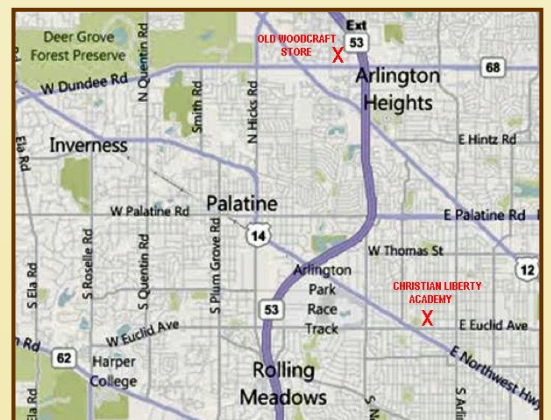 Ext
53
OLD WOODCRAFT
STORE
X
Deer Grove
Forest Preserve
N Quentin Rd
W Dundee Rd
68
Arlington
Heights
Smith Rd
N Hicks Rd
E Hintz Rd
Ela Rd
Inverness
Palatine
W Palatine Rd
E Palatine Rd
14
W Thomas St
S Ela Rd
S Roselle Rd
S Quentin Rd
S Plum Grove Rd
12
Arlington
Park
Race
Track
CHRISTIAN LIBERTY
ACADEMY
X
53
E Euclid Ave
W Euclid Ave
Rd
62
Harper
College
E Northwest Hwy
Rolling
Meadows
Ela Rd